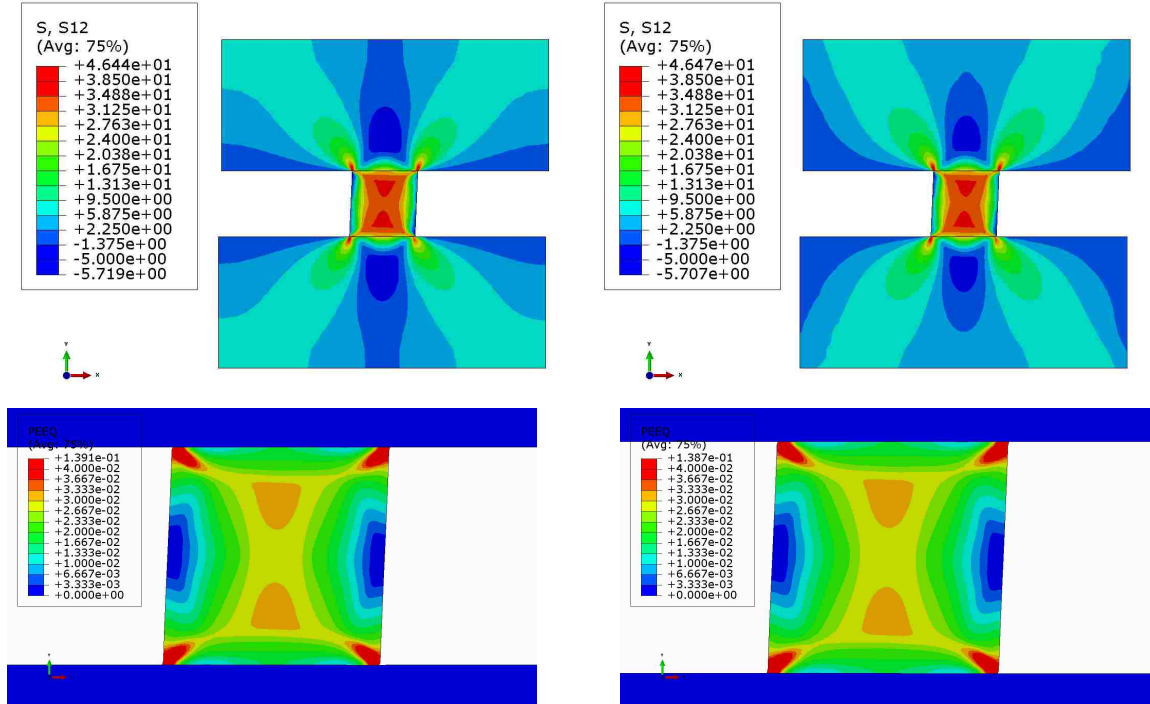 S, S12
(Avg: 75%)
+4.644e+01
+3.850e+01
+3.488e+01
+3.125e+01
+2.763e+01
+2.400e+01
+2.038e+01
+1.675e+01
+1.313e+01
+9.500e+00
+5.875e+00
+2.250e+00
-1.375e+00
-5.000e+00
-5.719e+00
Y
X
S, S12
(Avg: 75%)
+4.647e+01
+3.850e+01
+3.488e+01
+3.125e+01
+2.763e+01
+2.400e+01
+2.038e+01
+1.675e+01
+1.313e+01
+9.500e+00
+5.875e+00
+2.250e+00
-1.375e+00
-5.000e+00
-5.707e+00
Y
X
PEEQ
(Avg: 75%)
+1.391e-01
+4.000e-02
+3.667e-02
+3.333e-02
+3.000e-02
+2.333e-02
+2.000e-02
+1.667e-02
+1.333e-02
+1.000e-02
+6.667e-03
+3.333e-03
+0.000e+00
PEEQ
(Avg: 75%)
+1.387e-01
+4.000e-02
+3.667e-02
+3.333e-02
+3.000e-02
+2.333e-02
+2.000e-02
+1.667e-02
+1.333e-02
+1.000e-02
+6.667e-03
+3.333e-03
+0.000e+00